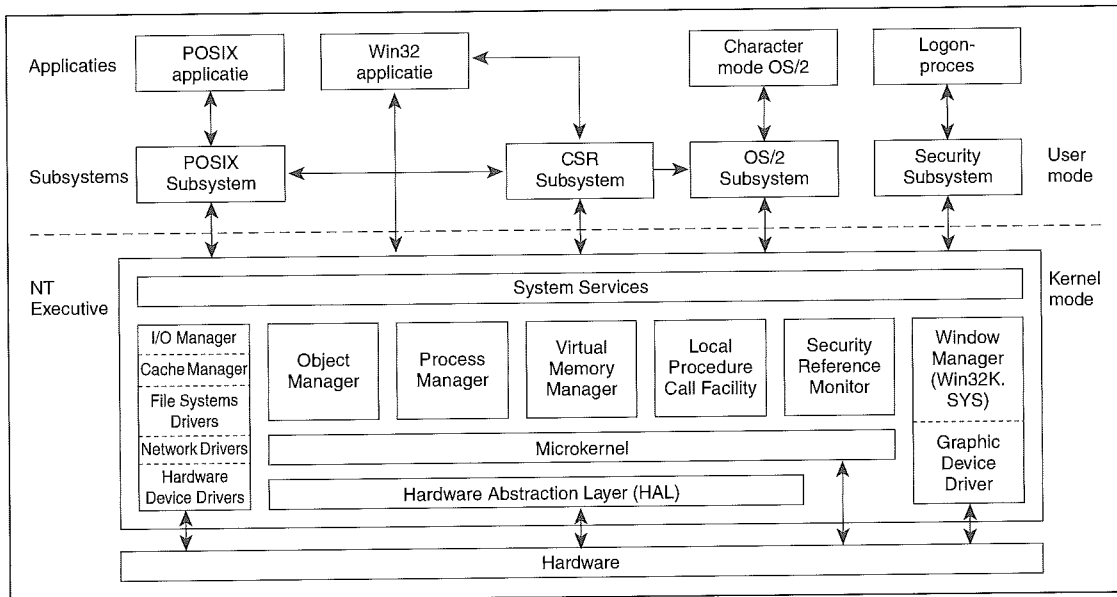 Applicaties
POSIX
applicatie
Win32
applicatie
Character
mode OS/2
Logon-
proces
Subsystems
POSIX
Subsystem
CSR
Subsystem
OS/2
Subsystem
Security
Subsystem
User
mode
NT
Executive
Kernel
mode
System Services
I/O Manager
Cache Manager
File Systems
Drivers
Network Drivers
Hardware
Device Drivers
Object
Manager
Process
Manager
Virtual
Memory
Manager
Local
Procedure
Call Facility
Security
Reference
Monitor
Window
Manager
(Win32K.
SYS)
Graphic
Device
Driver
Microkernel
Hardware Abstraction Layer (HAL)
Hardware